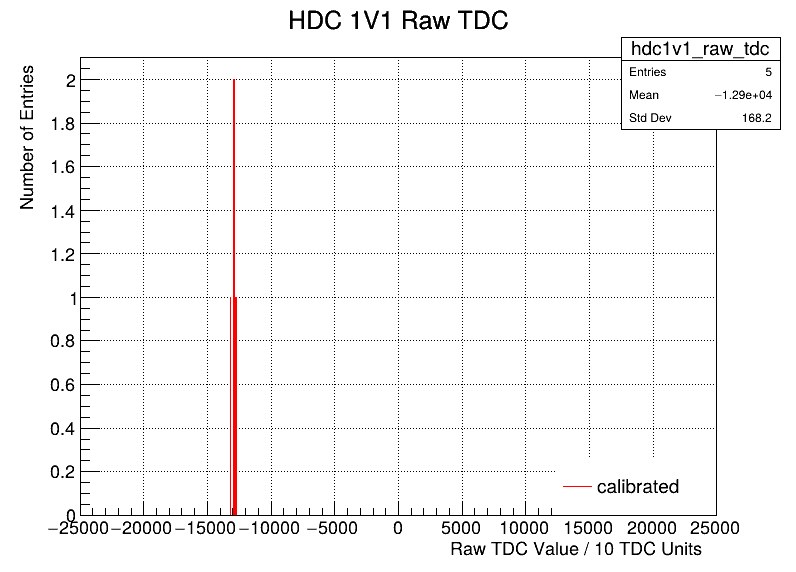 HDC 1V1 Raw TDC
hdc1v1_raw_tdc
Entries 5
Mean −1.29e+04
Std Dev 168.2
Number of Entries
2
1.8
1.6
1.4
1.2
1
0.8
0.6
0.4
0.2
0
calibrated
−25000 −20000 −15000 −10000 −5000 0 5000 10000 15000 20000 25000
Raw TDC Value / 10 TDC Units